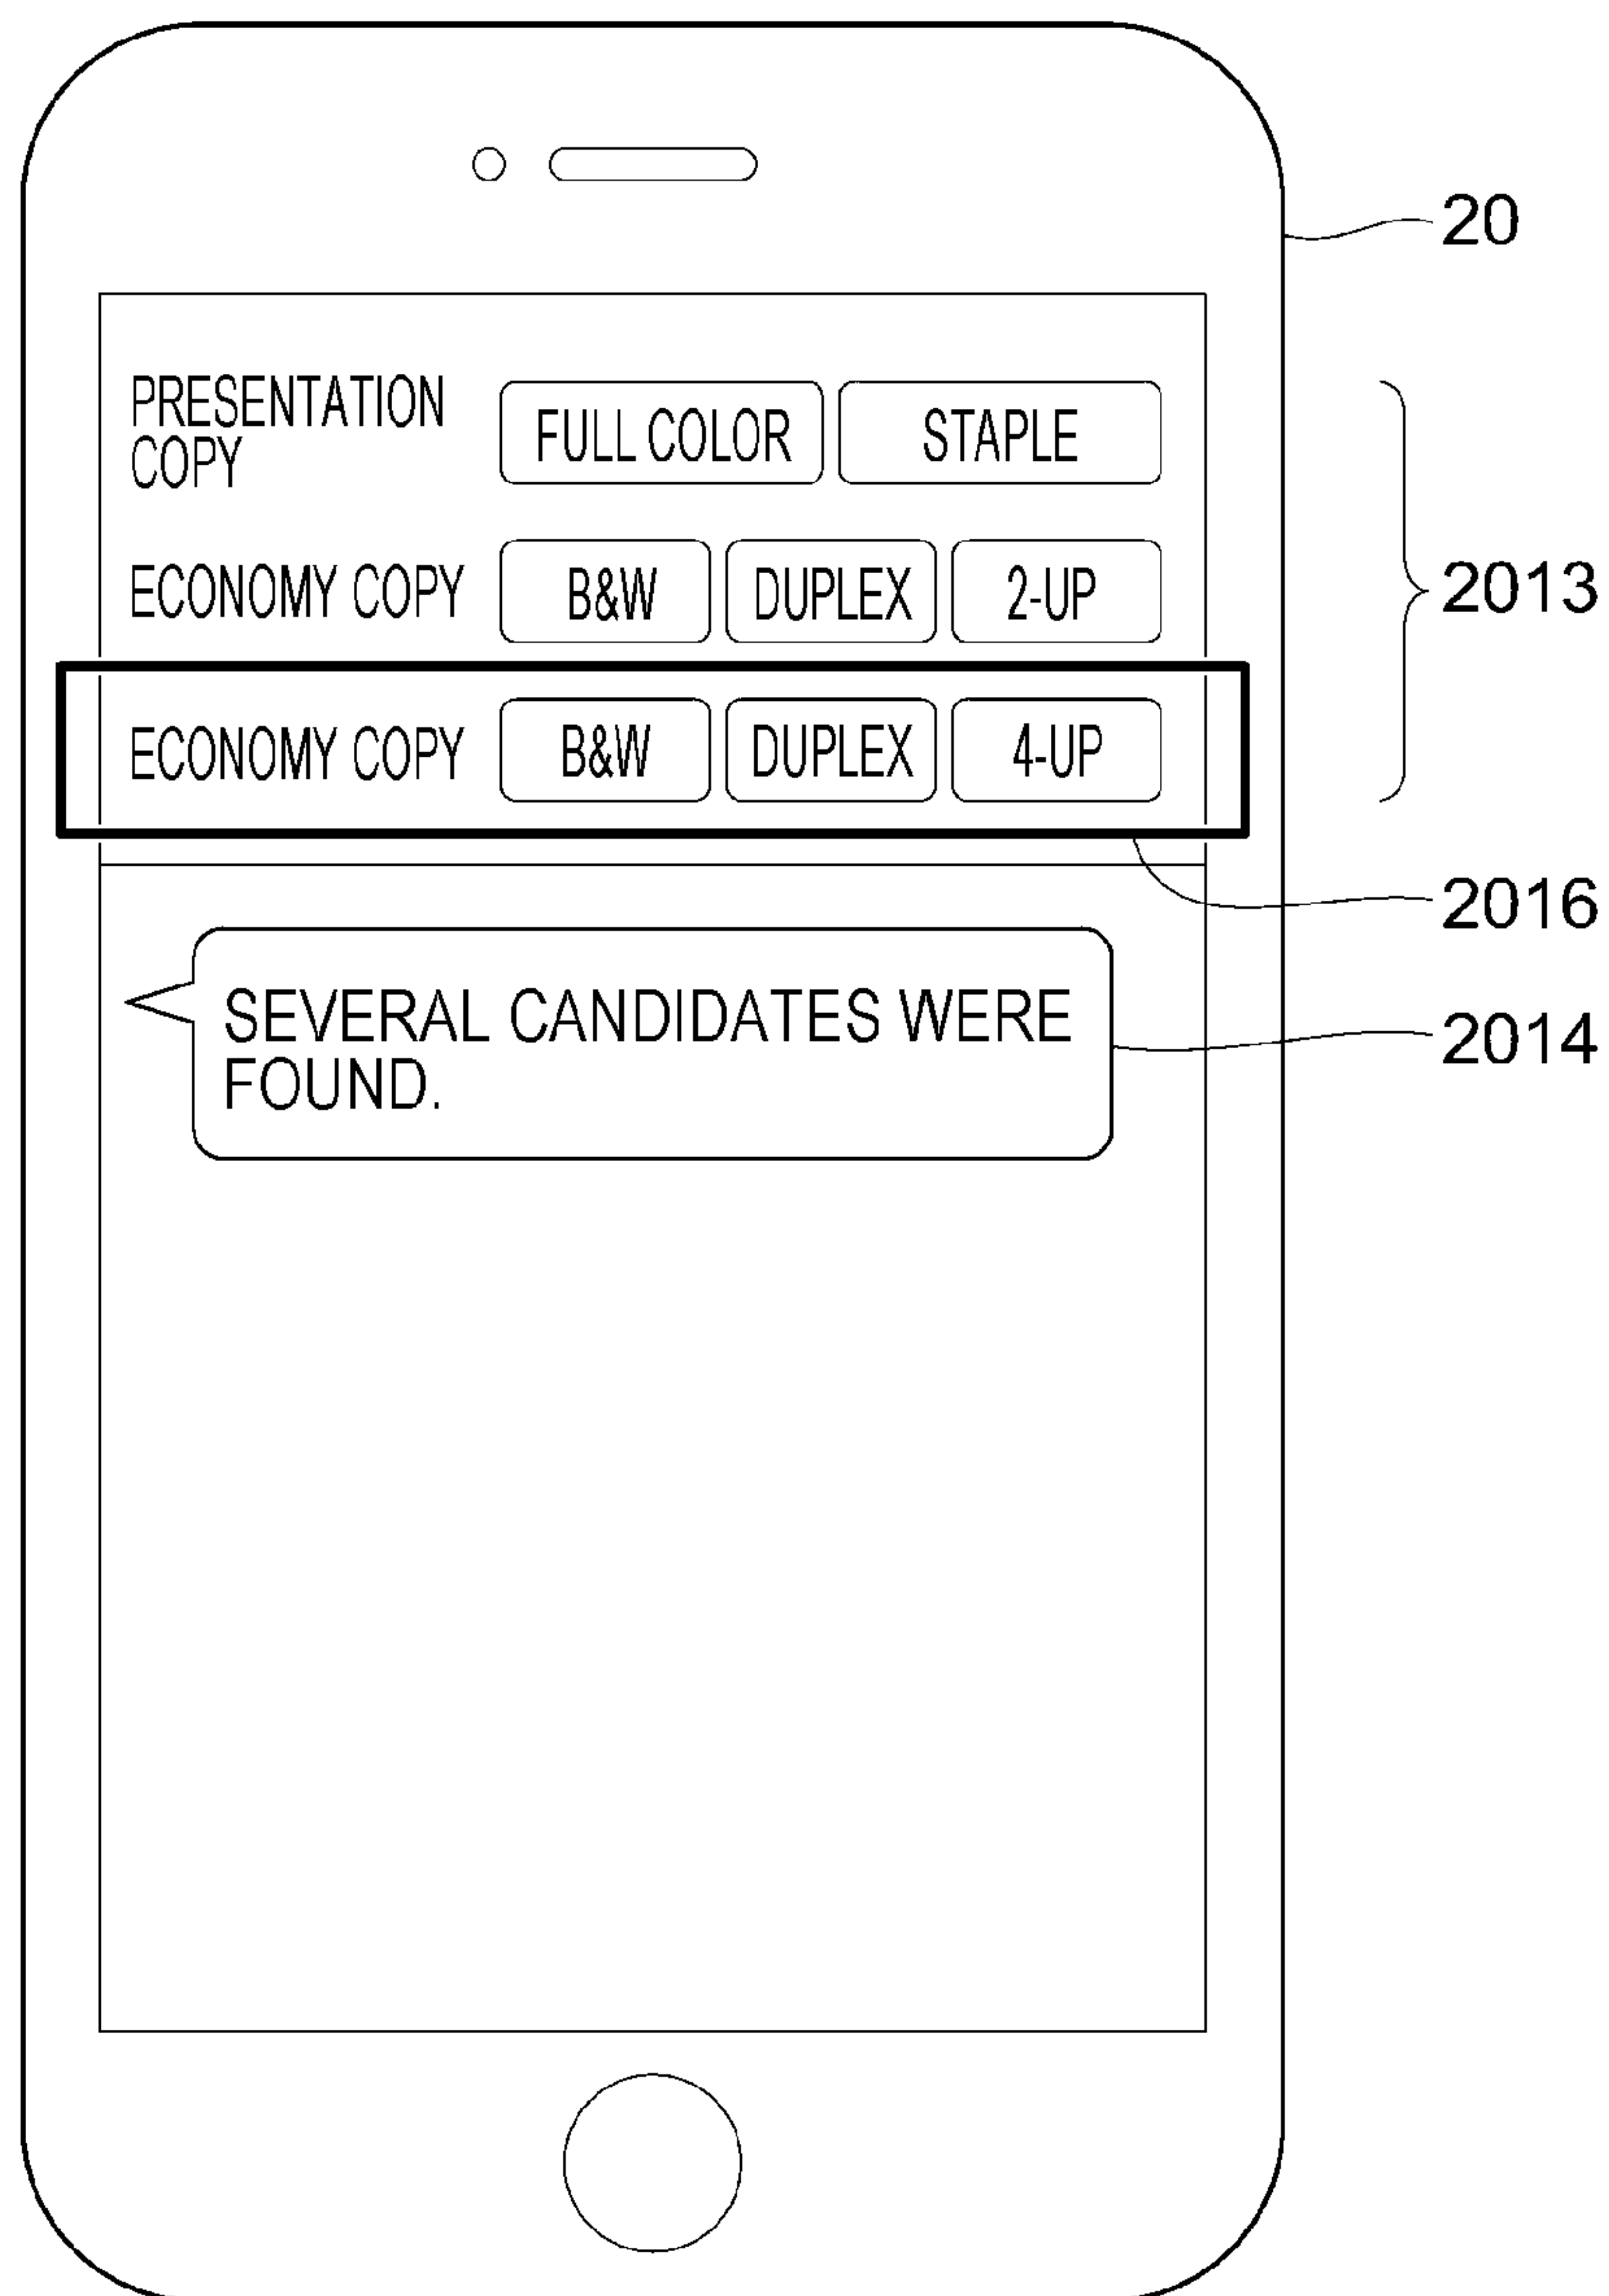 20
PRESENTATION
COPY
FULL COLOR
STAPLE
ECONOMY COPY
B&W
DUPLEX
2-UP
2013
ECONOMY COPY
B&W
DUPLEX
4-UP
2016
SEVERAL CANDIDATES WERE
FOUND.
2014